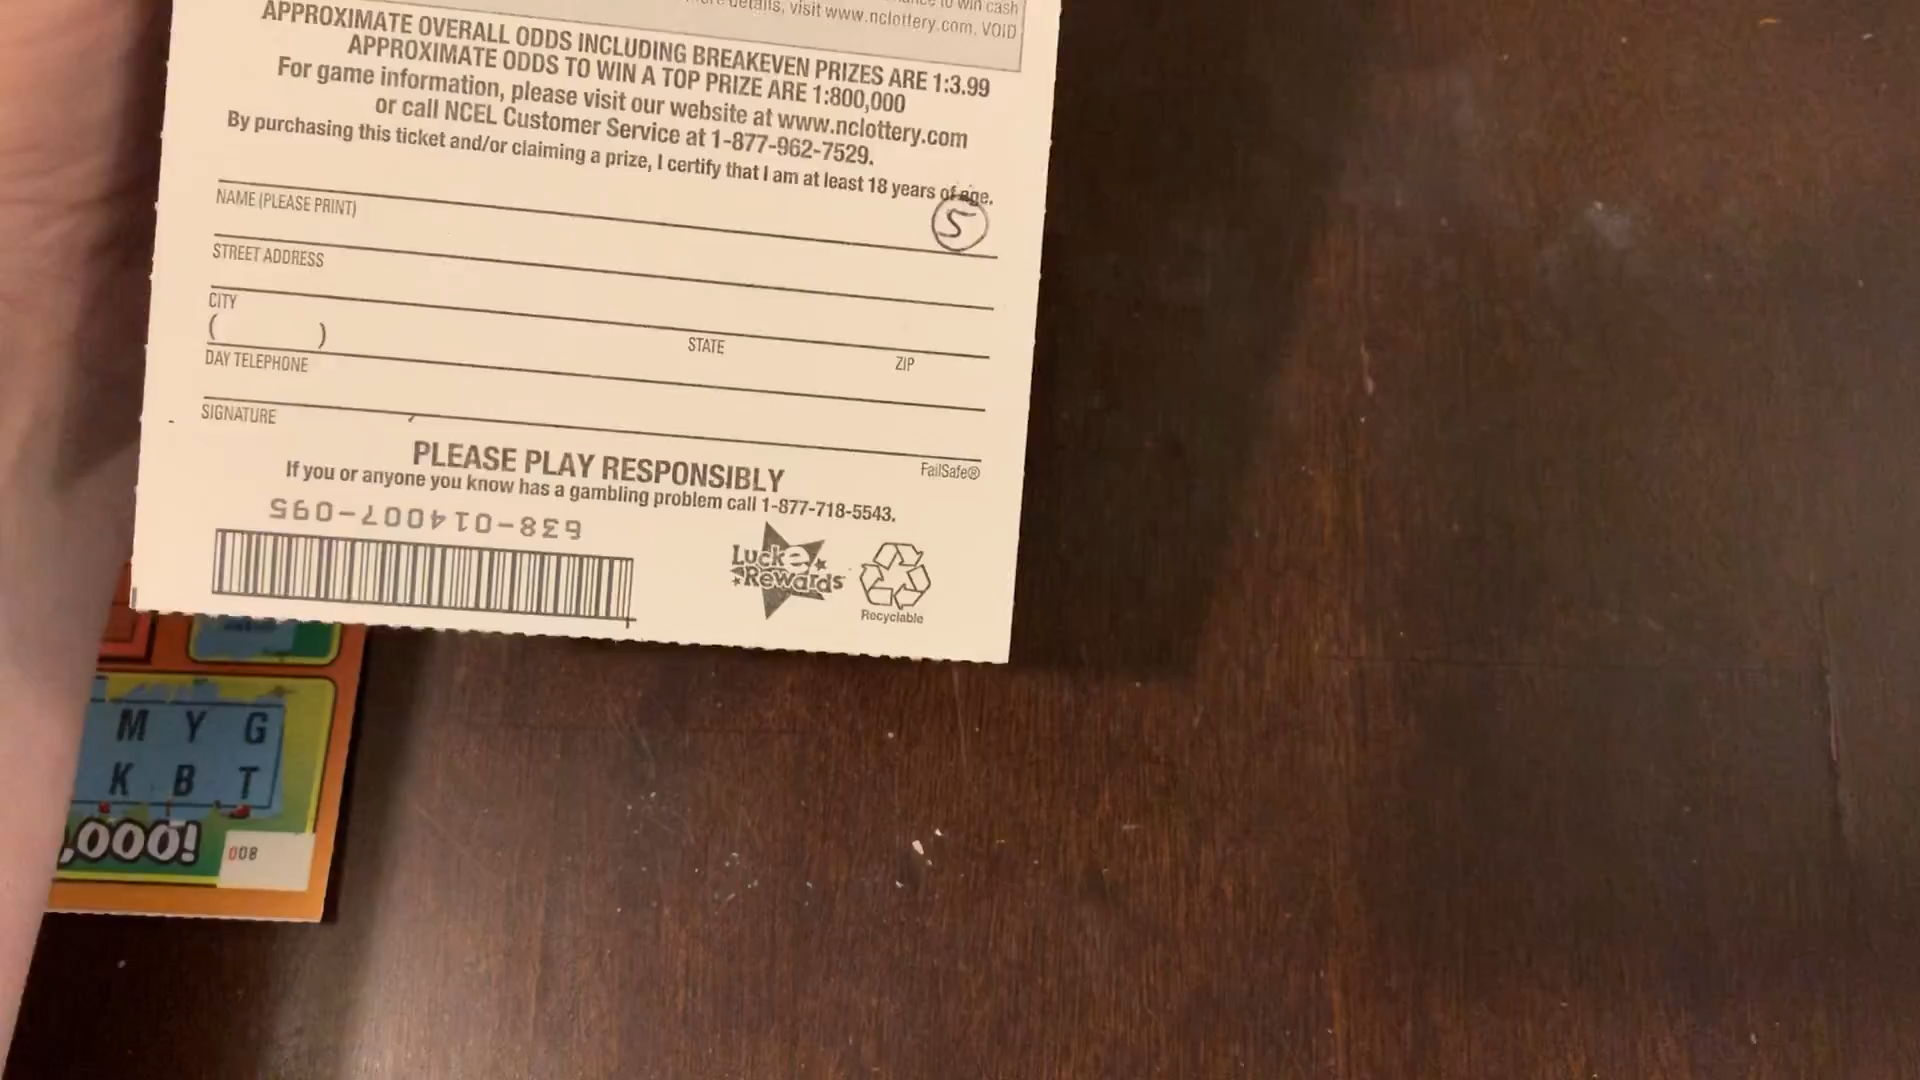 to win cash
details, visit www.nclottery.com. VOID
APPROXIMATE OVERALL ODDS INCLUDING BREAKEVEN PRIZES ARE 1:3.99
APPROXIMATE ODDS TO WIN A TOP PRIZE ARE 1:800,000
For game information, please visit our website at www.nclottery.com
or call NCEL Customer Service at 1-877-962-7529.
By purchasing this ticket and/or claiming a prize, I certify that I am at least 18 years of age.
5
NAME (PLEASE PRINT)
STREET ADDRESS
CITY
STATE
ZIP
( )
DAY TELEPHONE
SIGNATURE
FailSafe®
PLEASE PLAY RESPONSIBLY
If you or anyone you know has a gambling problem call 1-877-718-5543.
638-014007-095
Lucke
Rewards
Recyclable
M Y G
K B T
,000!
008